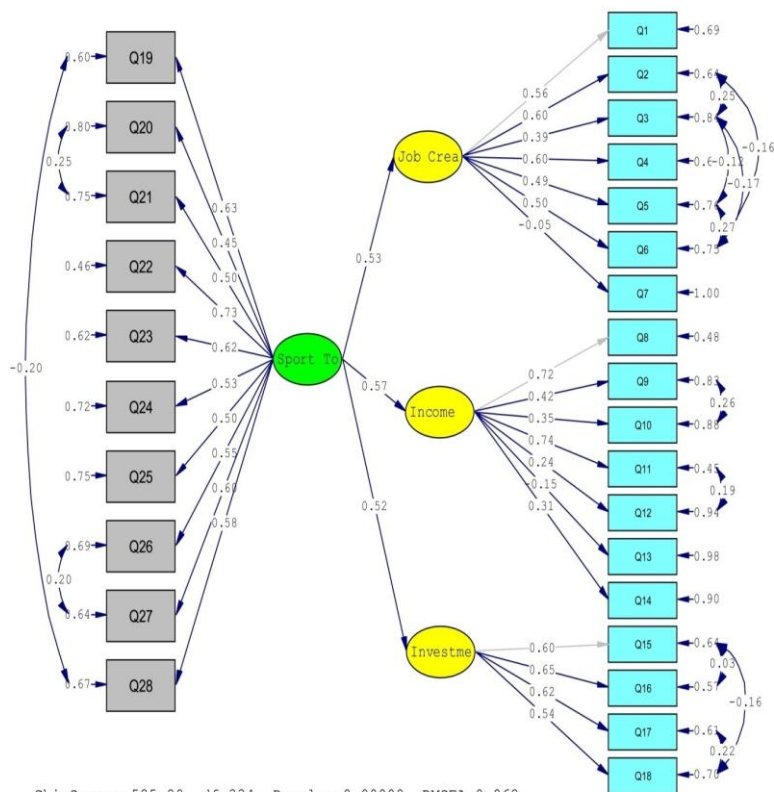 0.60 Q19
0.80 Q20
0.25
0.75 Q21
0.46 Q22
0.62 Q23
-0.20
0.72 Q24
0.75 Q25
0.69 Q26
0.20
0.64 Q27
0.67 Q28
0.63
0.45
0.50
0.73
0.62
0.53
0.50
0.55
0.60
0.58
Sport To
0.53
0.57
0.52
Job Crea
0.56
0.60
0.39
0.60
0.49
0.50
-0.05
Income
0.72
0.42
0.35
0.74
0.24
-0.15
0.31
Investme
0.60
0.65
0.62
0.54
Q1 0.69
Q2 0.64
0.25
Q3
-0.16
Q4
-0.12
-0.17
Q5
0.27
Q6 0.75
Q7 1.00
Q8 0.48
Q9 0.83
0.26
Q10 0.88
Q11 0.45
0.19
Q12 0.94
Q13 0.98
Q14 0.90
Q15 0.64
0.03
Q16 0.57
-0.16
Q17 0.61
0.22
Q18 0.70